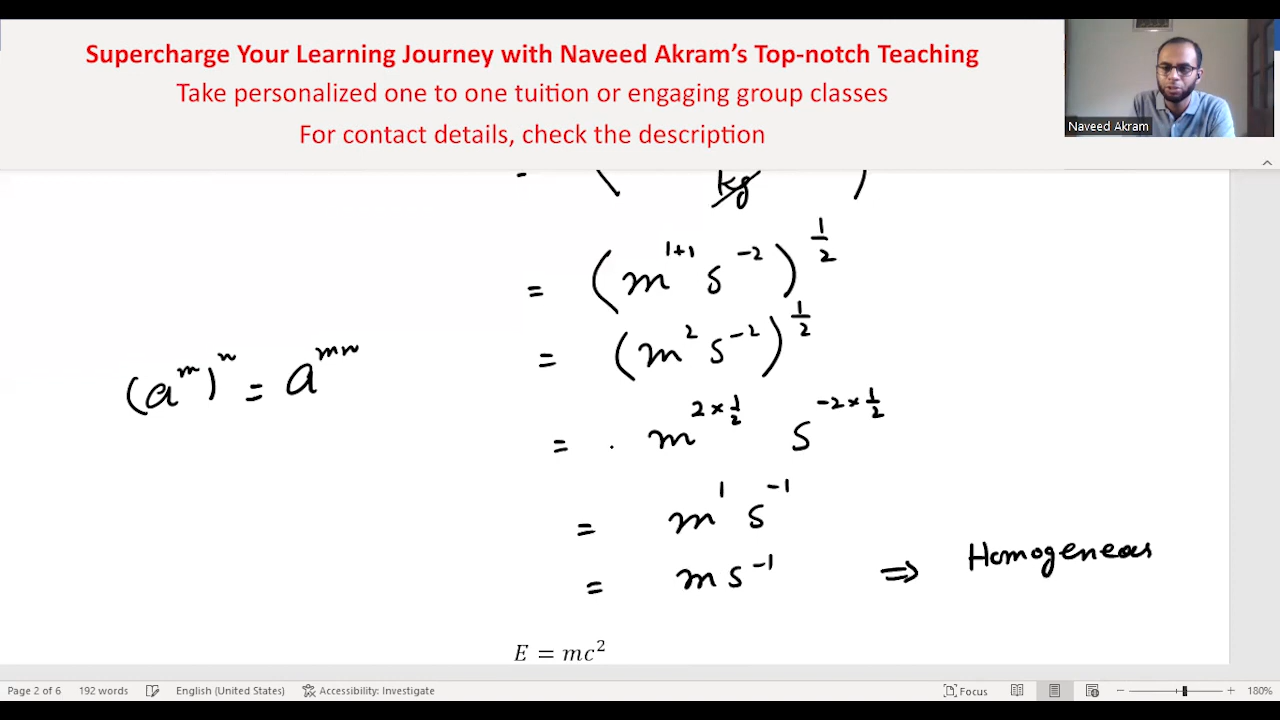 Supercharge Your Learning Journey with Naveed Akram’s Top-notch Teaching
Take personalized one to one tuition or engaging group classes
For contact details, check the description
Naveed Akram
= ( kg )
= (m^{1+1} s^{-2})^{1/2}
= (m^2 s^{-2})^{1/2}
(a^m)^n = a^{mn}
= . m^{2×1/2} s^{-2×1/2}
= m^1 s^{-1}
= m s^{-1} ⇒ Homogeneous
E = mc²
Page 2 of 6 192 words English (United States) Accessibility: Investigate Focus − + 180%